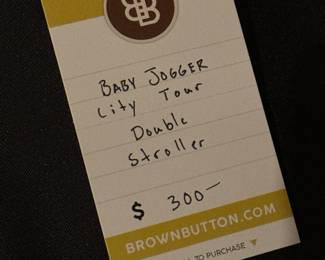 BABY JOGGER
City Tour
Double
Stroller
$ 300—
BROWNBUTTON.COM
TO PURCHASE